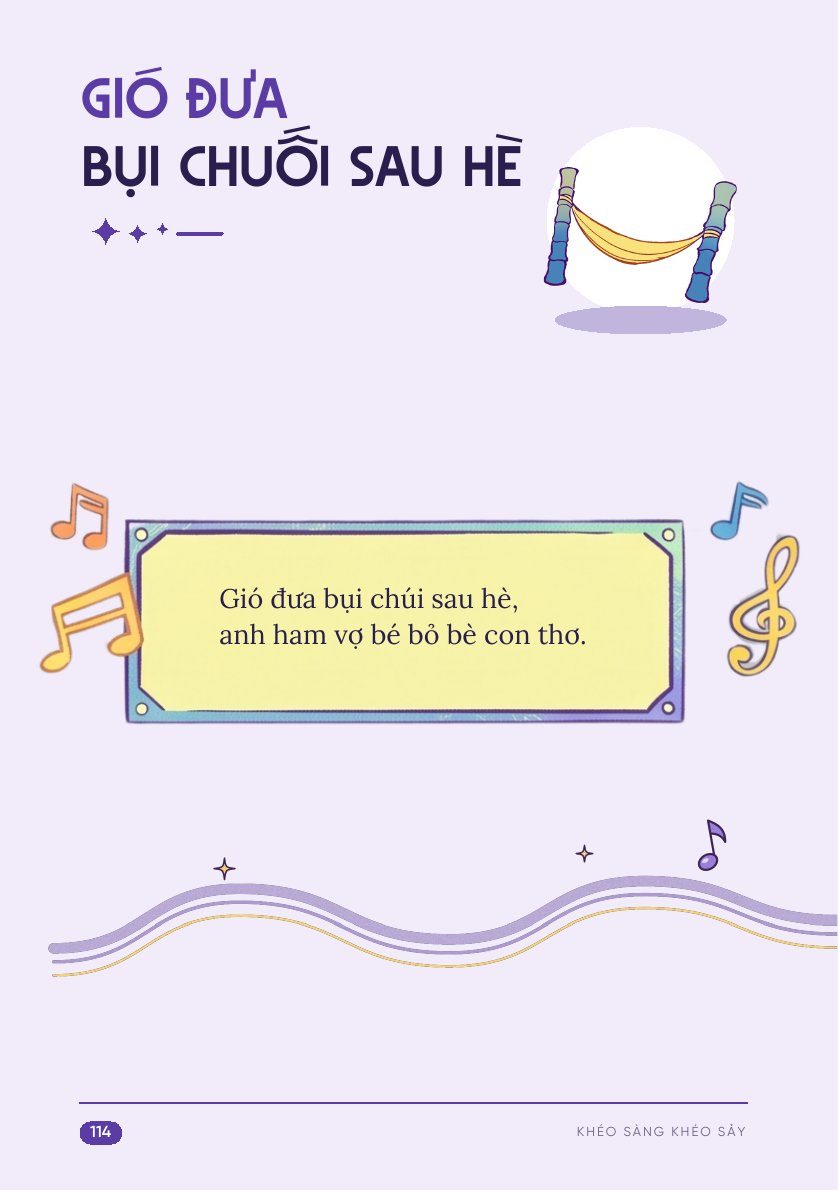 GIÓ ĐƯA
BỤI CHUỐI SAU HÈ
Gió đưa bụi chúi sau hè,
anh ham vợ bé bỏ bè con thơ.
114
KHÉO SÀNG KHÉO SẢY